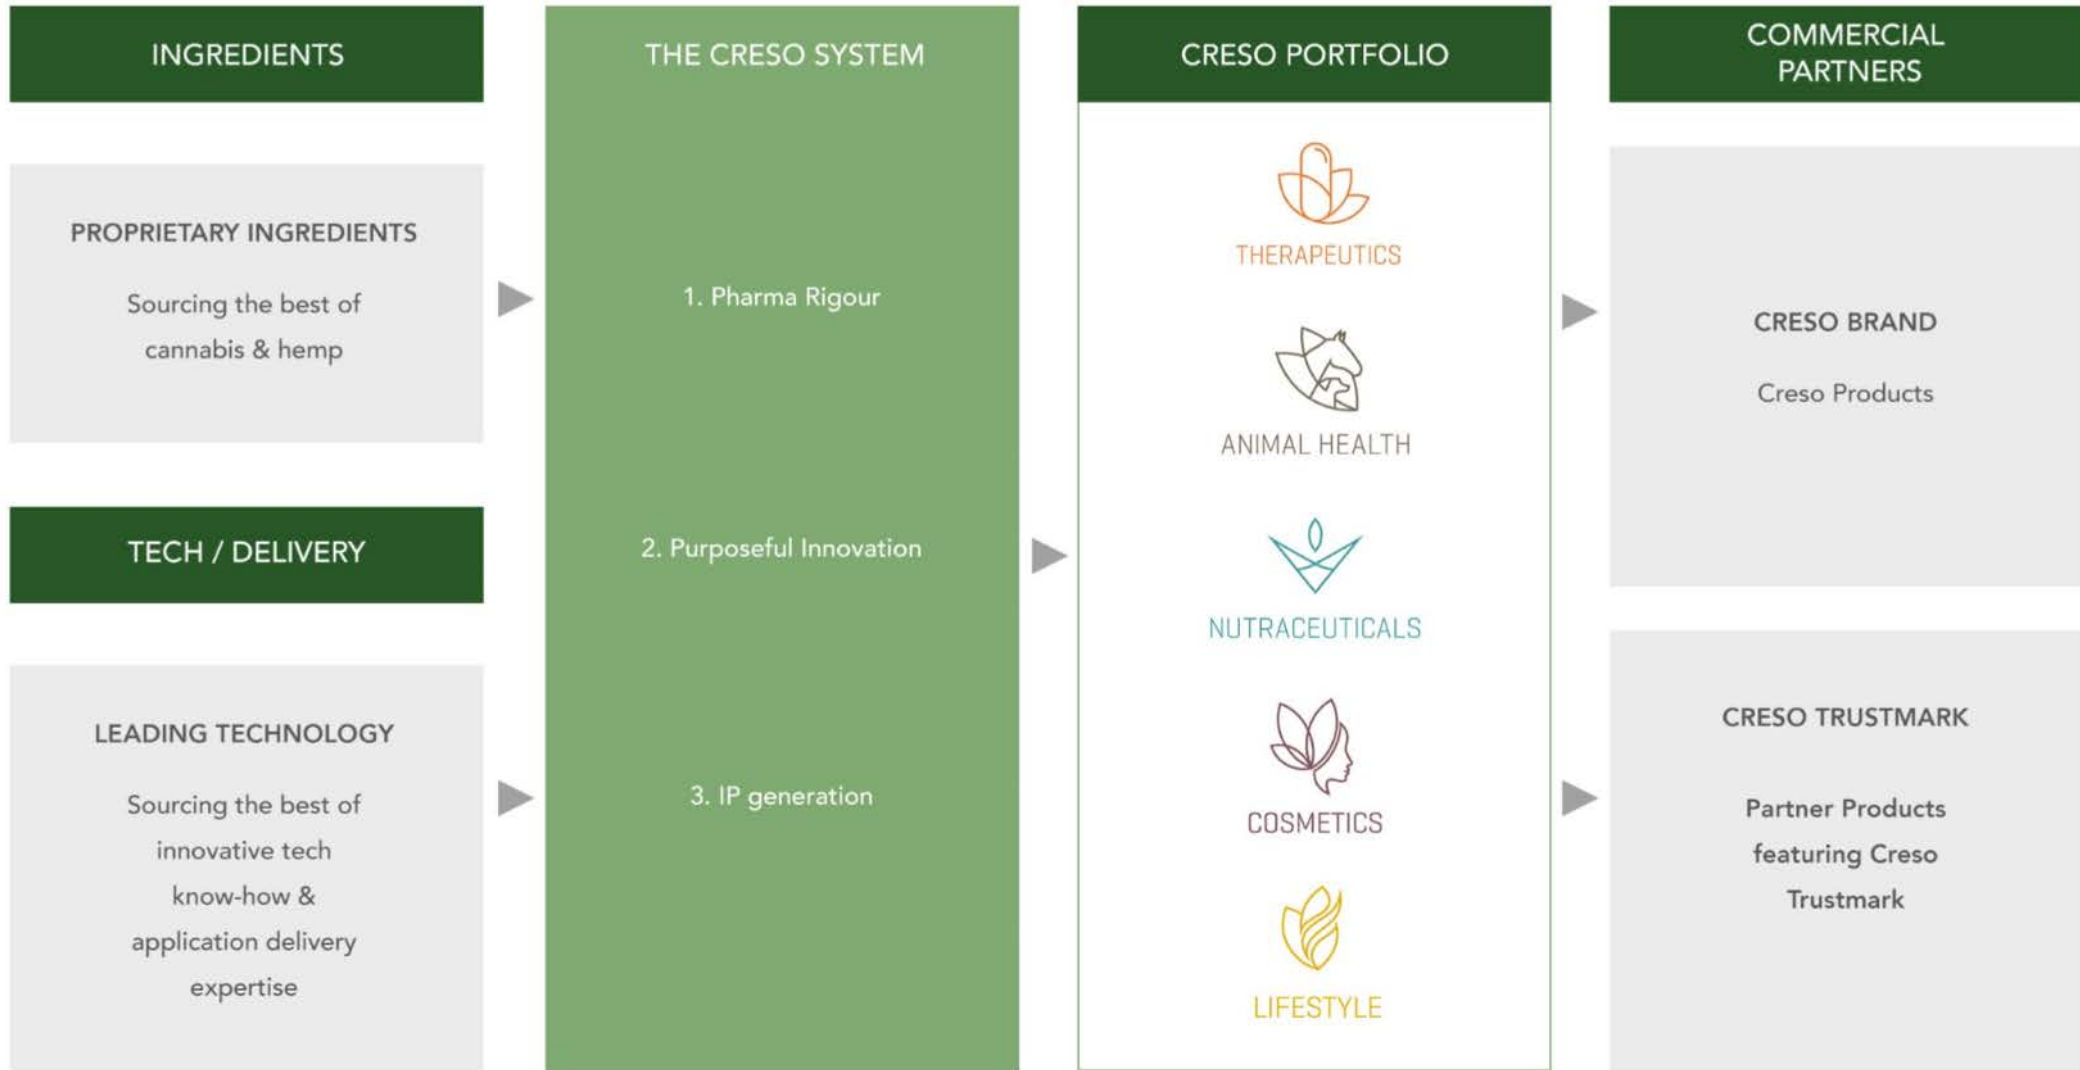 INGREDIENTS
PROPRIETARY INGREDIENTS
Sourcing the best of
cannabis & hemp
TECH / DELIVERY
LEADING TECHNOLOGY
Sourcing the best of
innovative tech
know-how &
application delivery
expertise
THE CRESO SYSTEM
1. Pharma Rigour
2. Purposeful Innovation
3. IP generation
CRESO PORTFOLIO
THERAPEUTICS
ANIMAL HEALTH
NUTRACEUTICALS
COSMETICS
LIFESTYLE
COMMERCIAL
PARTNERS
CRESO BRAND
Creso Products
CRESO TRUSTMARK
Partner Products
featuring Creso
Trustmark